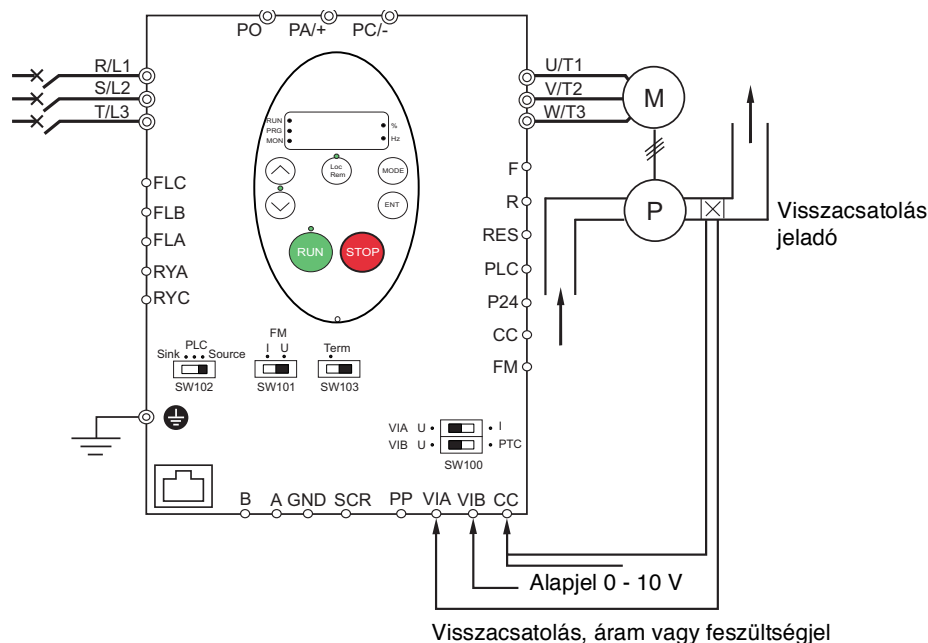 PO PA/+ PC/-
R/L1
S/L2
T/L3
U/T1
V/T2
W/T3
M
RUN
PRG
MON
%
Hz
Loc
Rem
MODE
ENT
RUN
STOP
FLC
FLB
FLA
RYA
RYC
F
R
RES
PLC
P24
CC
FM
P
Visszacsatolás
jeladó
PLC
Sink Source
SW102
FM
I U
SW101
Term
SW103
VIA U I
VIB U PTC
SW100
B A GND SCR PP VIA VIB CC
Alapjel 0 - 10 V
Visszacsatolás, áram vagy feszültségjel